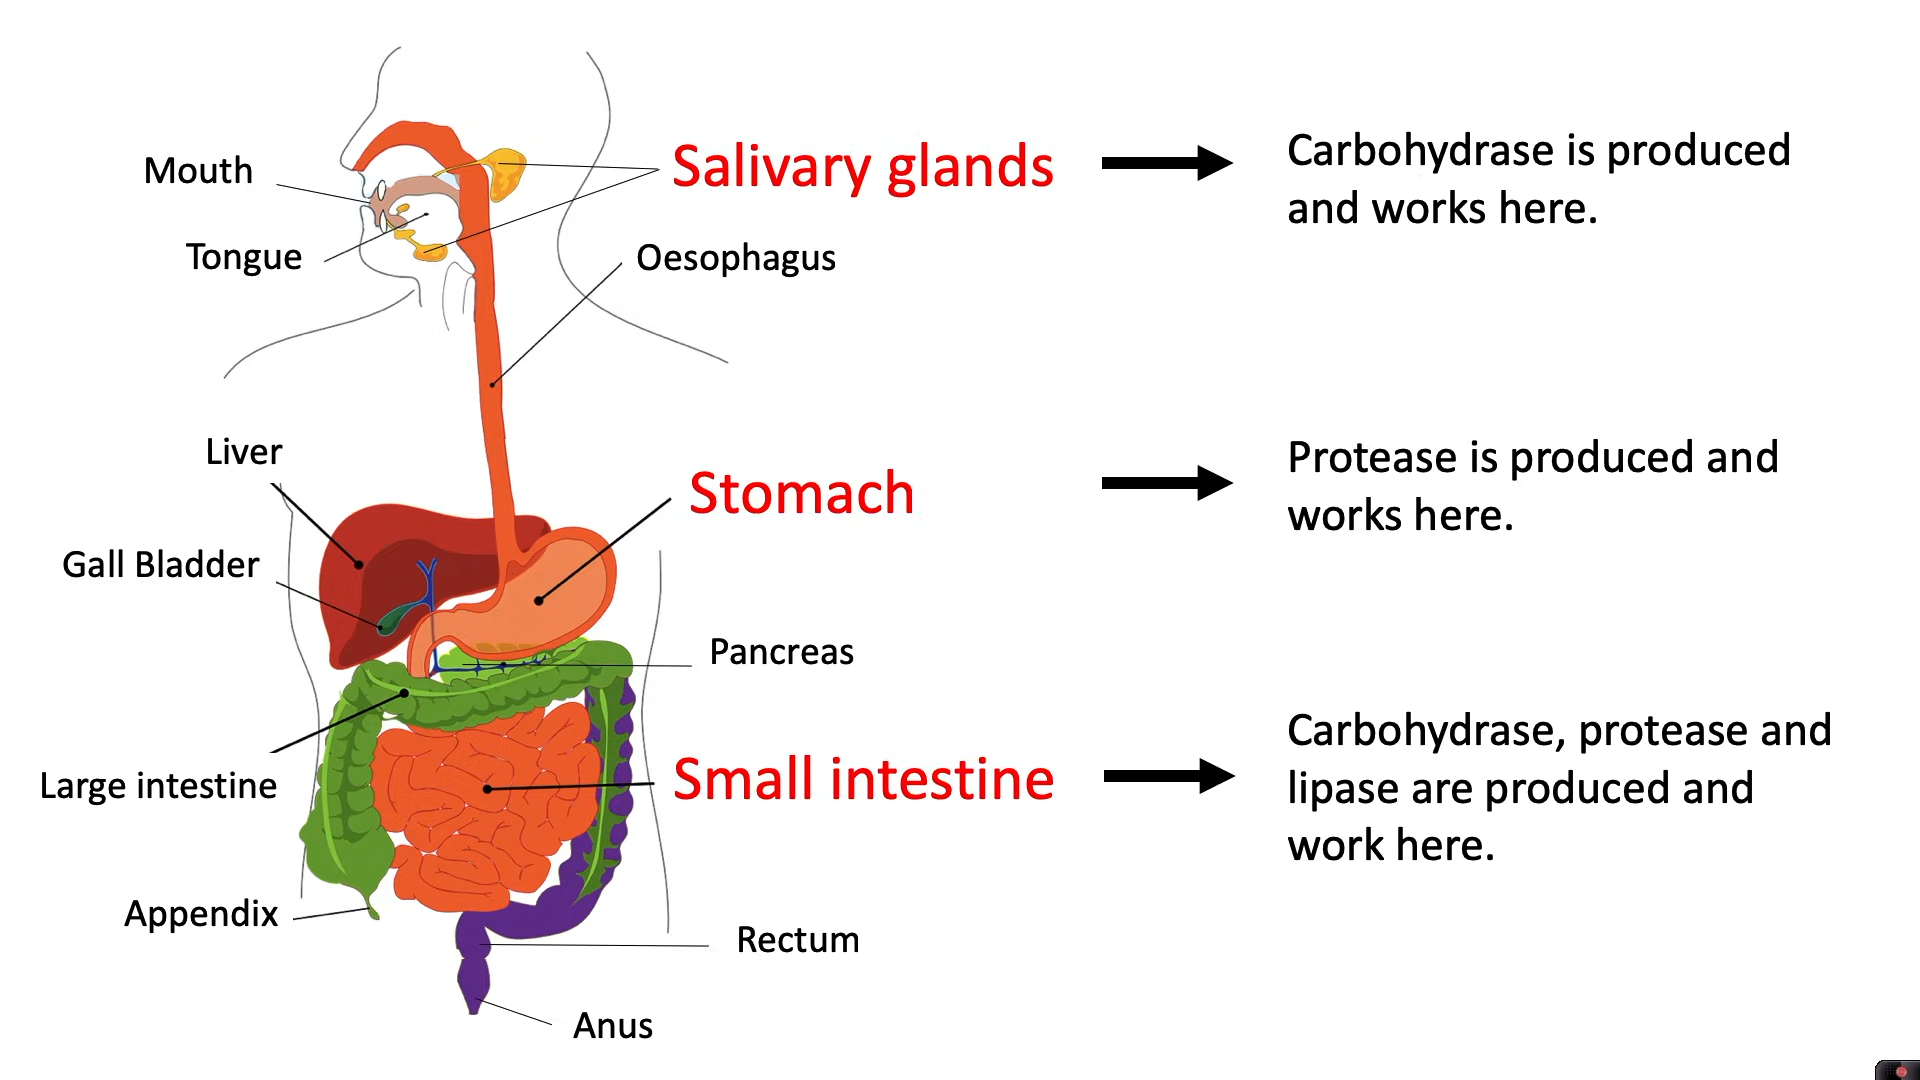 Mouth
Salivary glands
Carbohydrase is produced
and works here.
Tongue
Oesophagus
Liver
Stomach
Protease is produced and
works here.
Gall Bladder
Pancreas
Large intestine
Small intestine
Carbohydrase, protease and
lipase are produced and
work here.
Appendix
Rectum
Anus